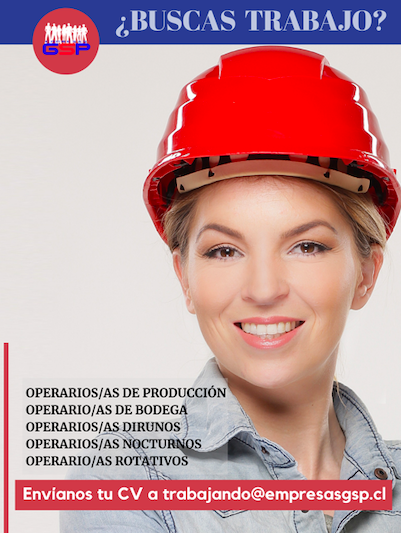 ¿BUSCAS TRABAJO?
GSP
OPERARIOS/AS DE PRODUCCIÓN
OPERARIO/AS DE BODEGA
OPERARIOS/AS DIRUNOS
OPERARIOS/AS NOCTURNOS
OPERARIO/AS ROTATIVOS
Envíanos tu CV a trabajando@empresasgsp.cl